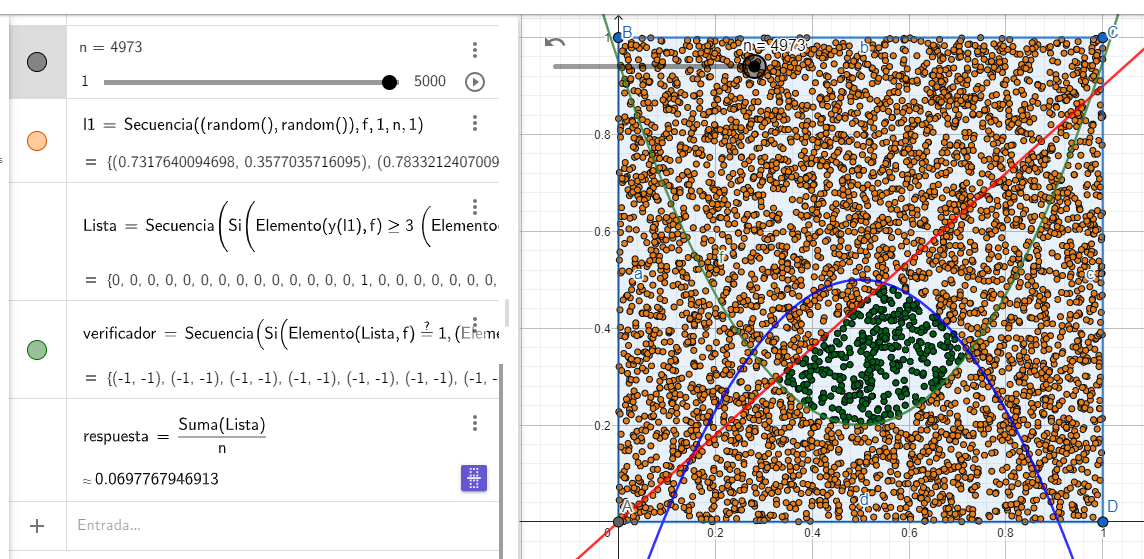 n = 4973
1
5000
l1 = Secuencia((random(), random()), f, 1, n, 1)
= {(0.7317640094698, 0.3577035716095), (0.7833212407009
Lista = Secuencia(Si(Elemento(y(l1), f) ≥ 3 (Elemento
= {0, 0, 0, 0, 0, 0, 0, 0, 0, 0, 0, 0, 0, 0, 1, 0, 0, 0, 0, 0, 0, 0,
verificador = Secuencia(Si(Elemento(Lista, f) ≟ 1, (Eleme
= {(-1, -1), (-1, -1), (-1, -1), (-1, -1), (-1, -1), (-1, -1), (-1, -
respuesta = Suma(Lista) / n
≈ 0.0697767946913
Entrada...
B
C
1
n = 4973
b
0.8
0.6
f
a
c
0.4
0.2
d
A
D
0
0.2
0.4
0.6
0.8
1